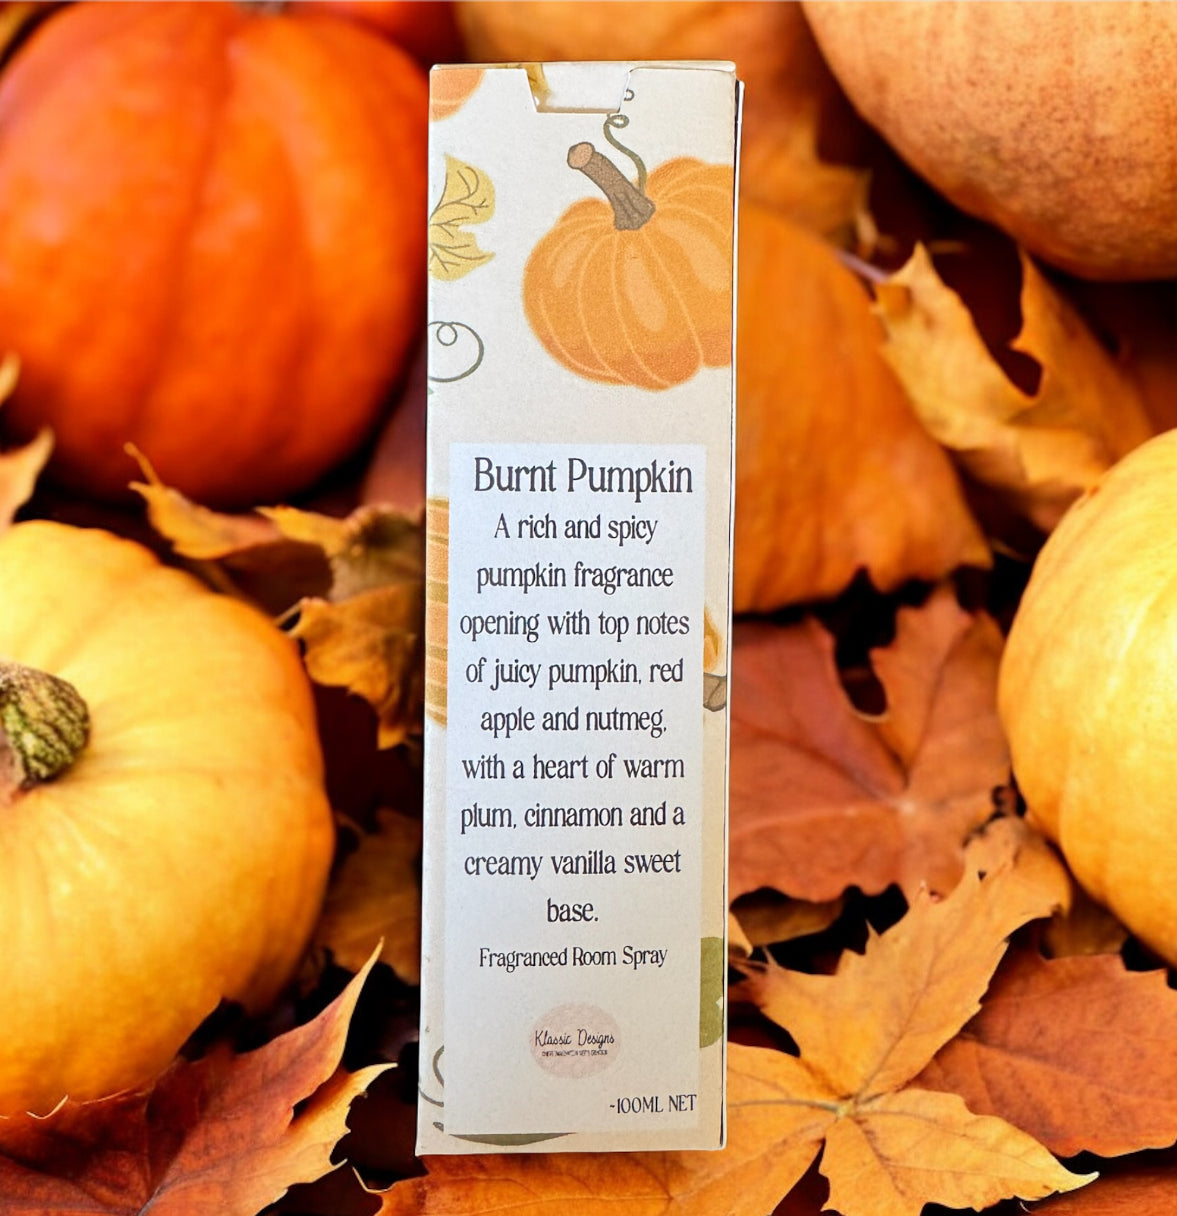 Burnt Pumpkin
A rich and spicy
pumpkin fragrance
opening with top notes
of juicy pumpkin, red
apple and nutmeg,
with a heart of warm
plum, cinnamon and a
creamy vanilla sweet
base.
Fragranced Room Spray
Klassic Designs
~100ML NET